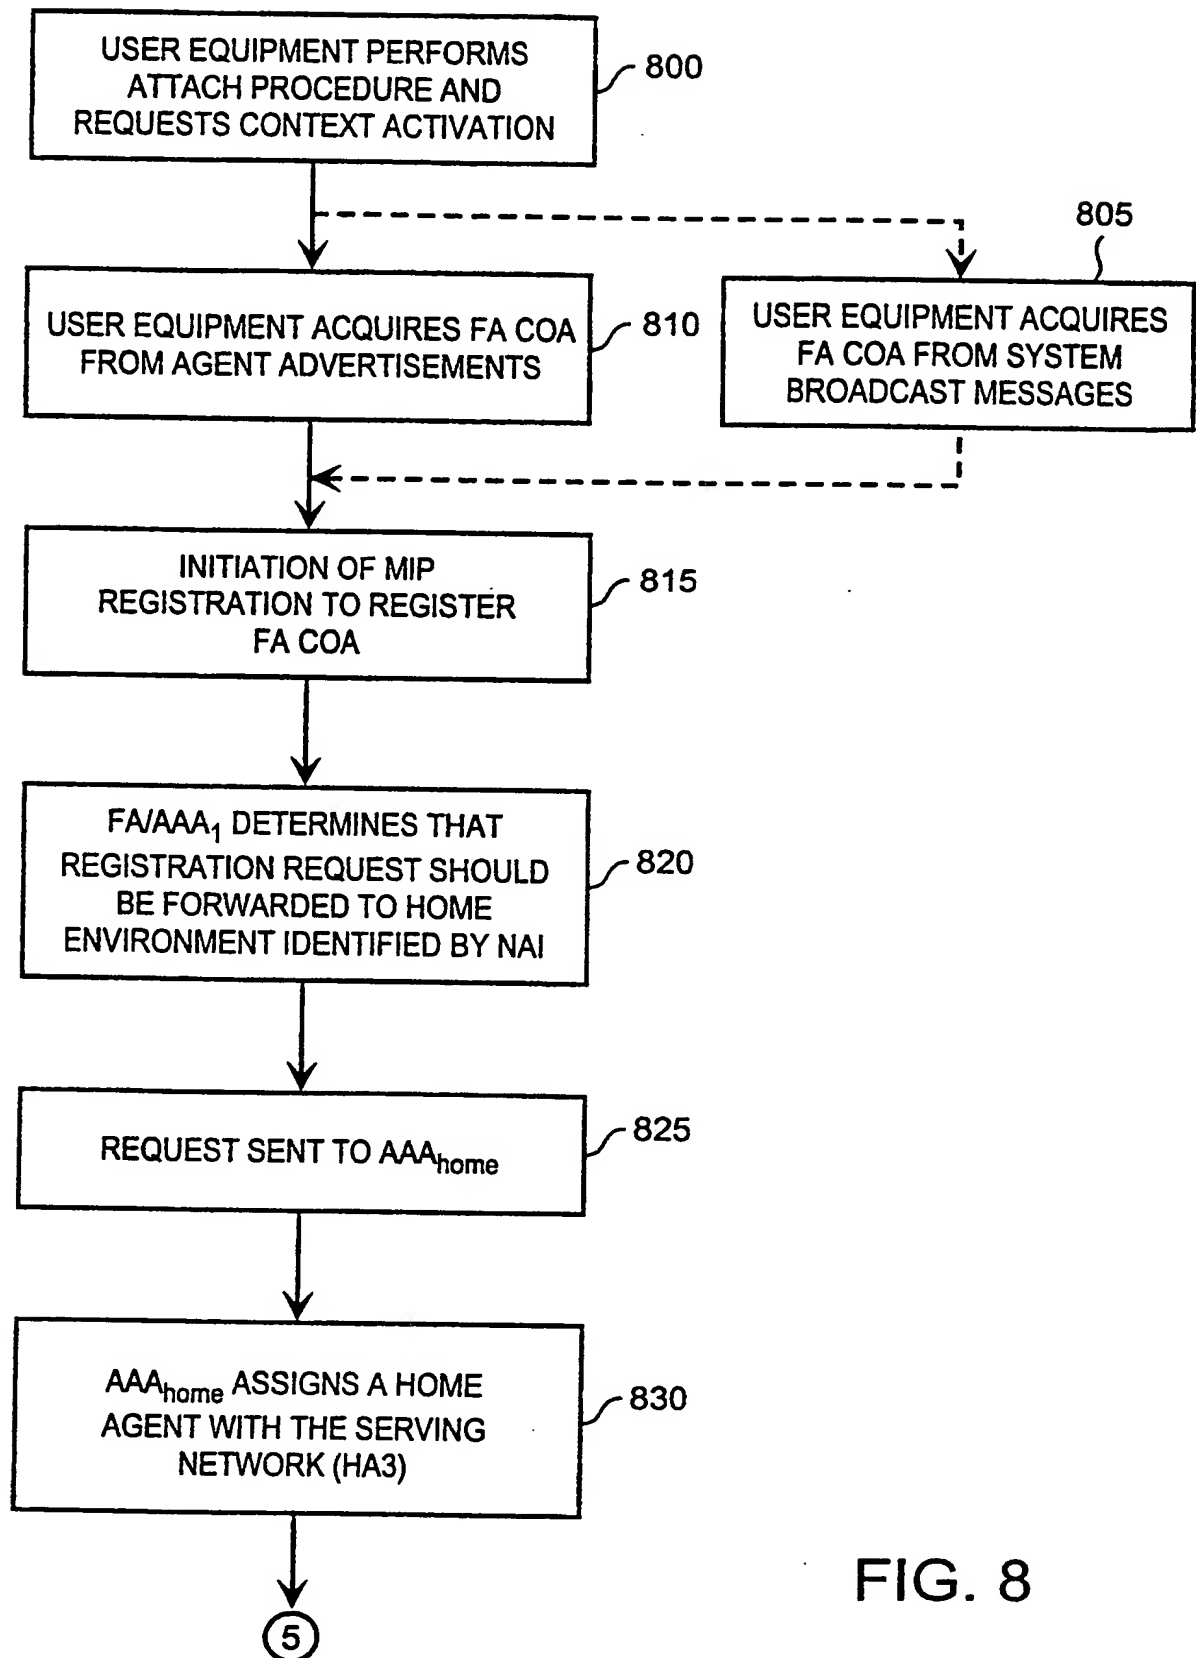 USER EQUIPMENT PERFORMS
ATTACH PROCEDURE AND
REQUESTS CONTEXT ACTIVATION
800
805
USER EQUIPMENT ACQUIRES FA COA
FROM AGENT ADVERTISEMENTS
810
USER EQUIPMENT ACQUIRES
FA COA FROM SYSTEM
BROADCAST MESSAGES
INITIATION OF MIP
REGISTRATION TO REGISTER
FA COA
815
FA/AAA1 DETERMINES THAT
REGISTRATION REQUEST SHOULD
BE FORWARDED TO HOME
ENVIRONMENT IDENTIFIED BY NAI
820
REQUEST SENT TO AAAhome
825
AAAhome ASSIGNS A HOME
AGENT WITH THE SERVING
NETWORK (HA3)
830
5
FIG. 8